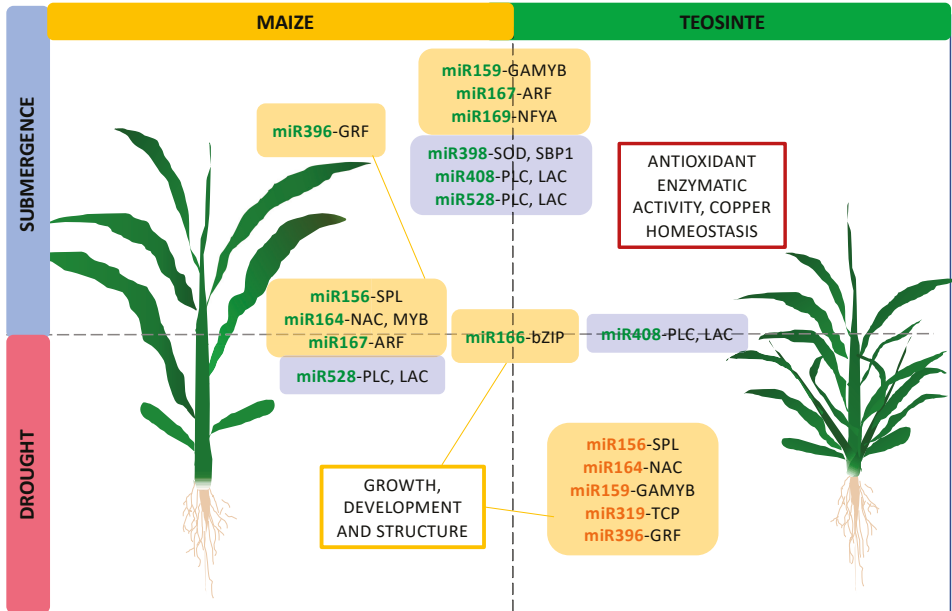 MAIZE
TEOSINTE
SUBMERGENCE
DROUGHT
miR159-GAMYB
miR167-ARF
miR169-NFYA
miR396-GRF
miR398-SOD, SBP1
miR408-PLC, LAC
miR528-PLC, LAC
ANTIOXIDANT
ENZYMATIC
ACTIVITY, COPPER
HOMEOSTASIS
miR156-SPL
miR164-NAC, MYB
miR167-ARF
miR528-PLC, LAC
miR166-bZIP
miR408-PLC, LAC
GROWTH,
DEVELOPMENT
AND STRUCTURE
miR156-SPL
miR164-NAC
miR159-GAMYB
miR319-TCP
miR396-GRF